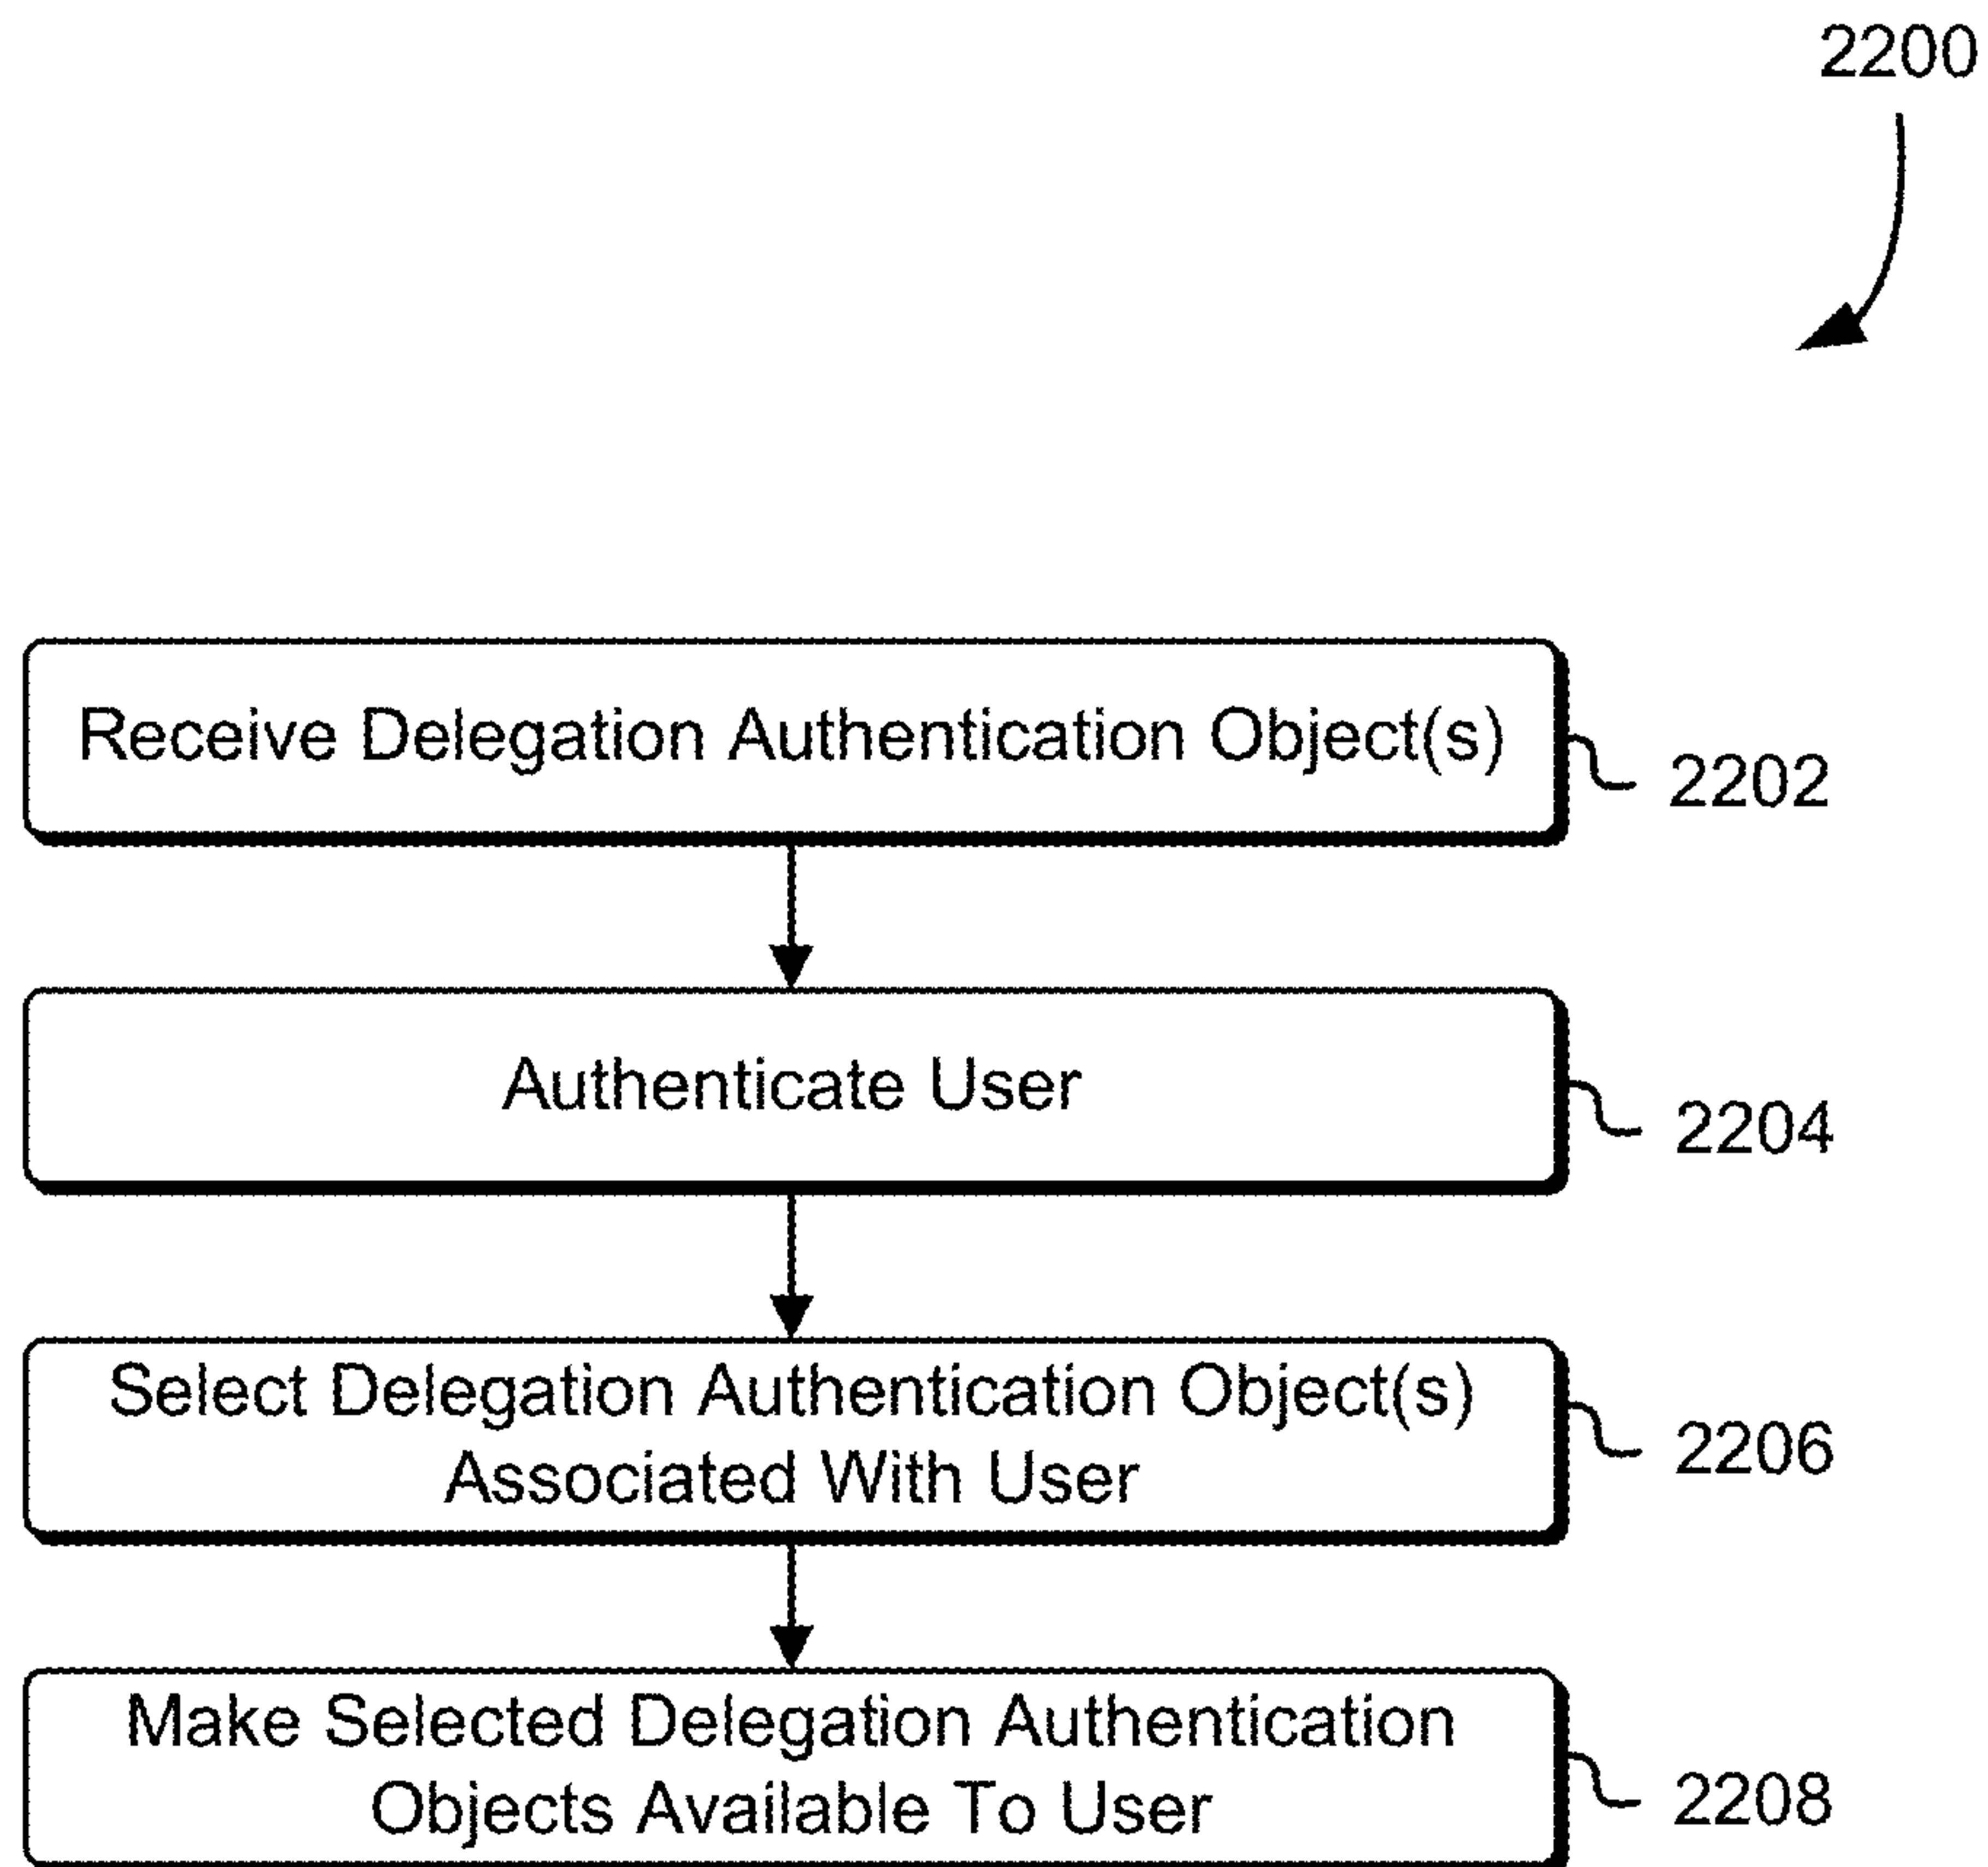 2200
Receive Delegation Authentication Object(s)
2202
Authenticate User
2204
Select Delegation Authentication Object(s)
Associated With User
2206
Make Selected Delegation Authentication
Objects Available To User
2208